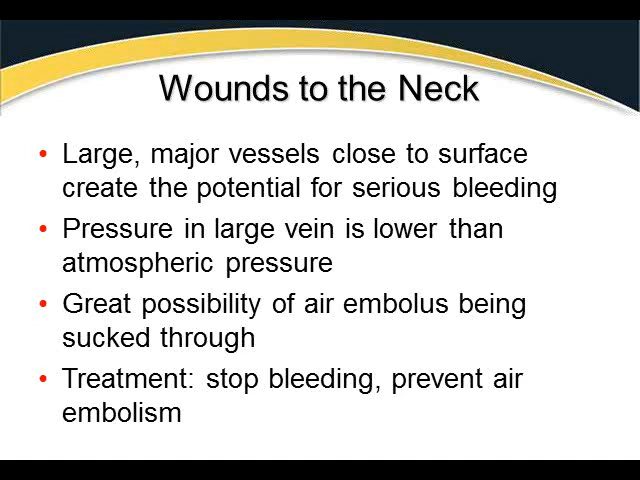 Wounds to the Neck
• Large, major vessels close to surface
create the potential for serious bleeding
• Pressure in large vein is lower than
atmospheric pressure
• Great possibility of air embolus being
sucked through
• Treatment: stop bleeding, prevent air
embolism